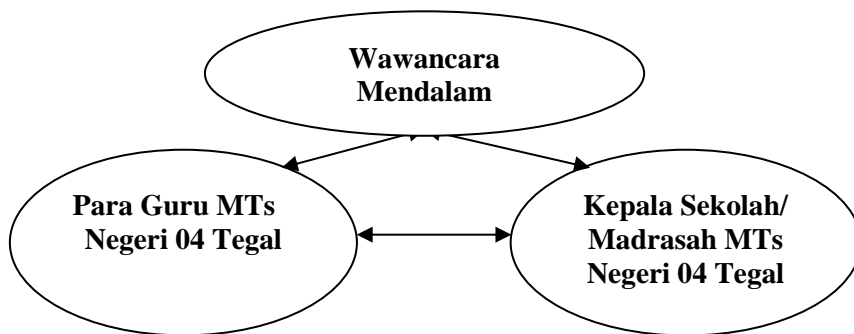 Wawancara
Mendalam
Para Guru MTs
Negeri 04 Tegal
Kepala Sekolah/
Madrasah MTs
Negeri 04 Tegal